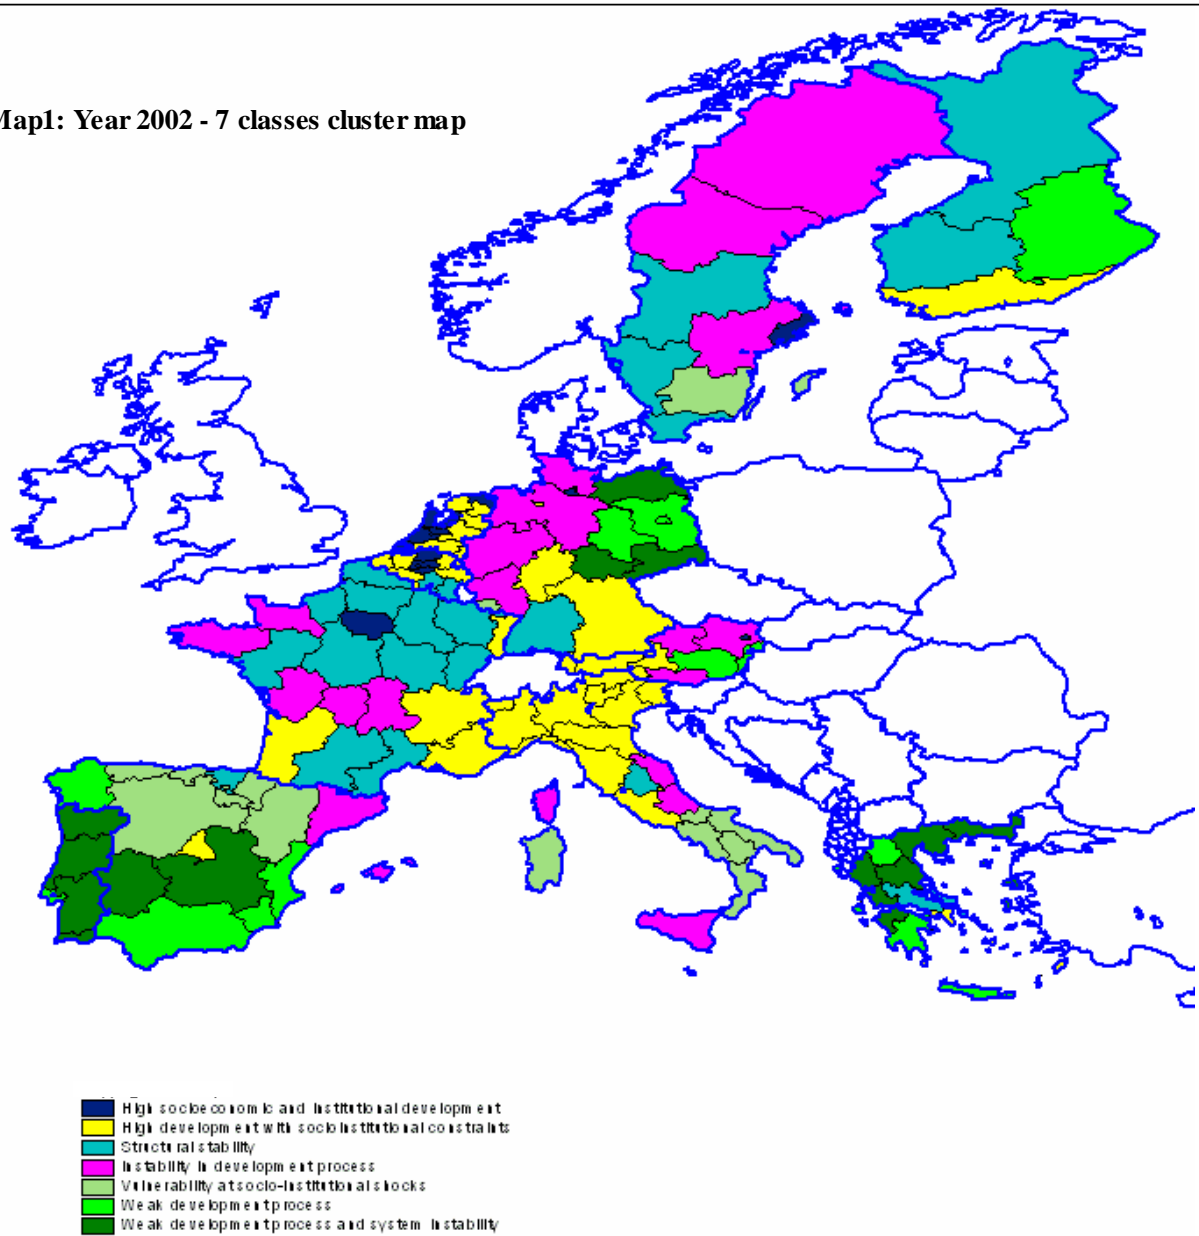 Map1: Year 2002 - 7 classes cluster map
High socioeconomic and institutional development
High development with socioinstitutional constraints
Structural stability
Instability in development process
Vulnerability at socio-institutional shocks
Weak development process
Weak development process and system instability